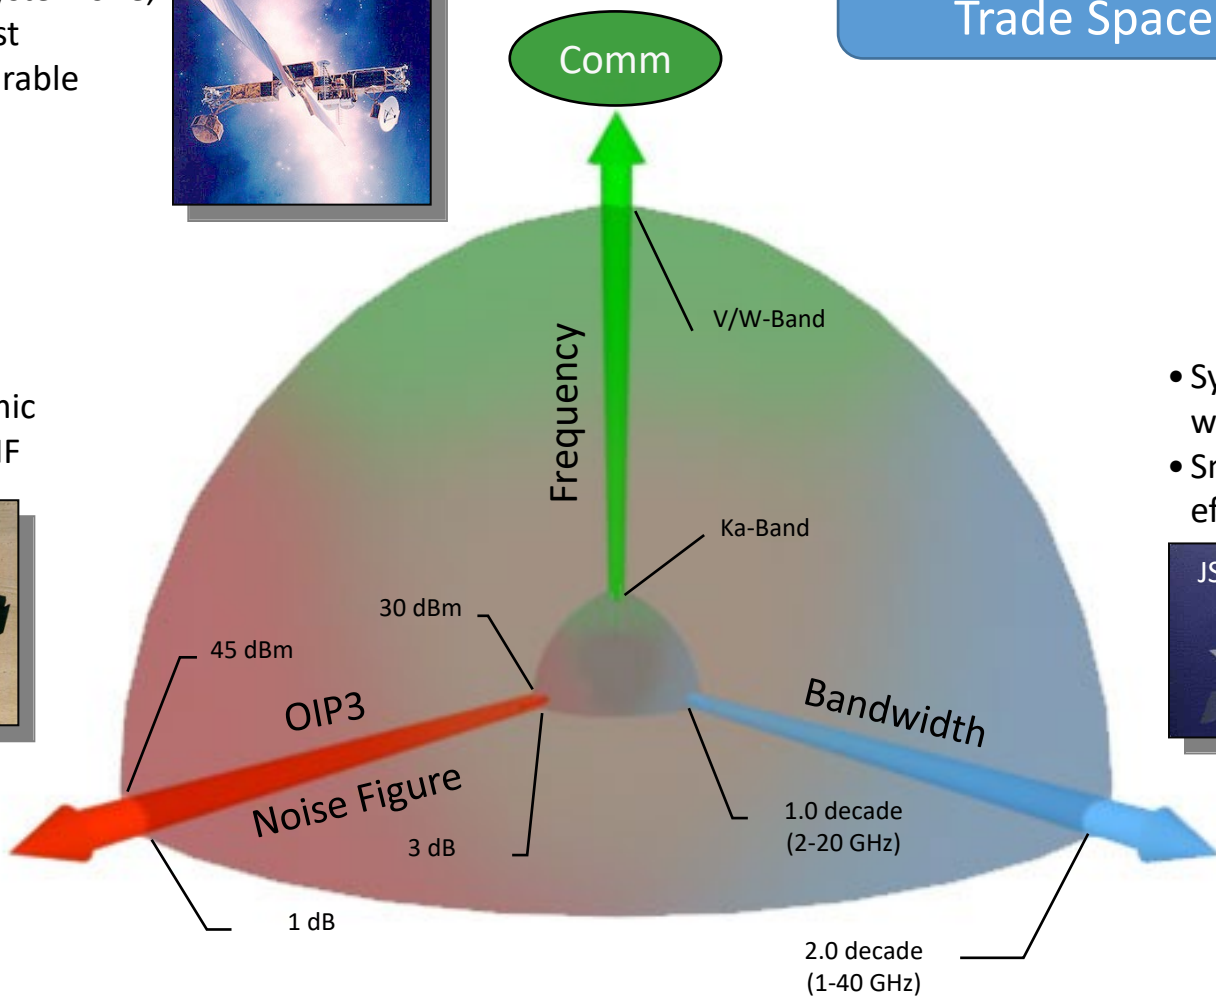 Trade Space
st
rable
Comm
V/W-Band
Frequency
nic
Ka-Band
30 dBm
45 dBm
OIP3
Noise Figure
Bandwidth
3 dB
1 dB
1.0 decade
(2-20 GHz)
2.0 decade
(1-40 GHz)
• Sy
w
• Sr
ef
JS